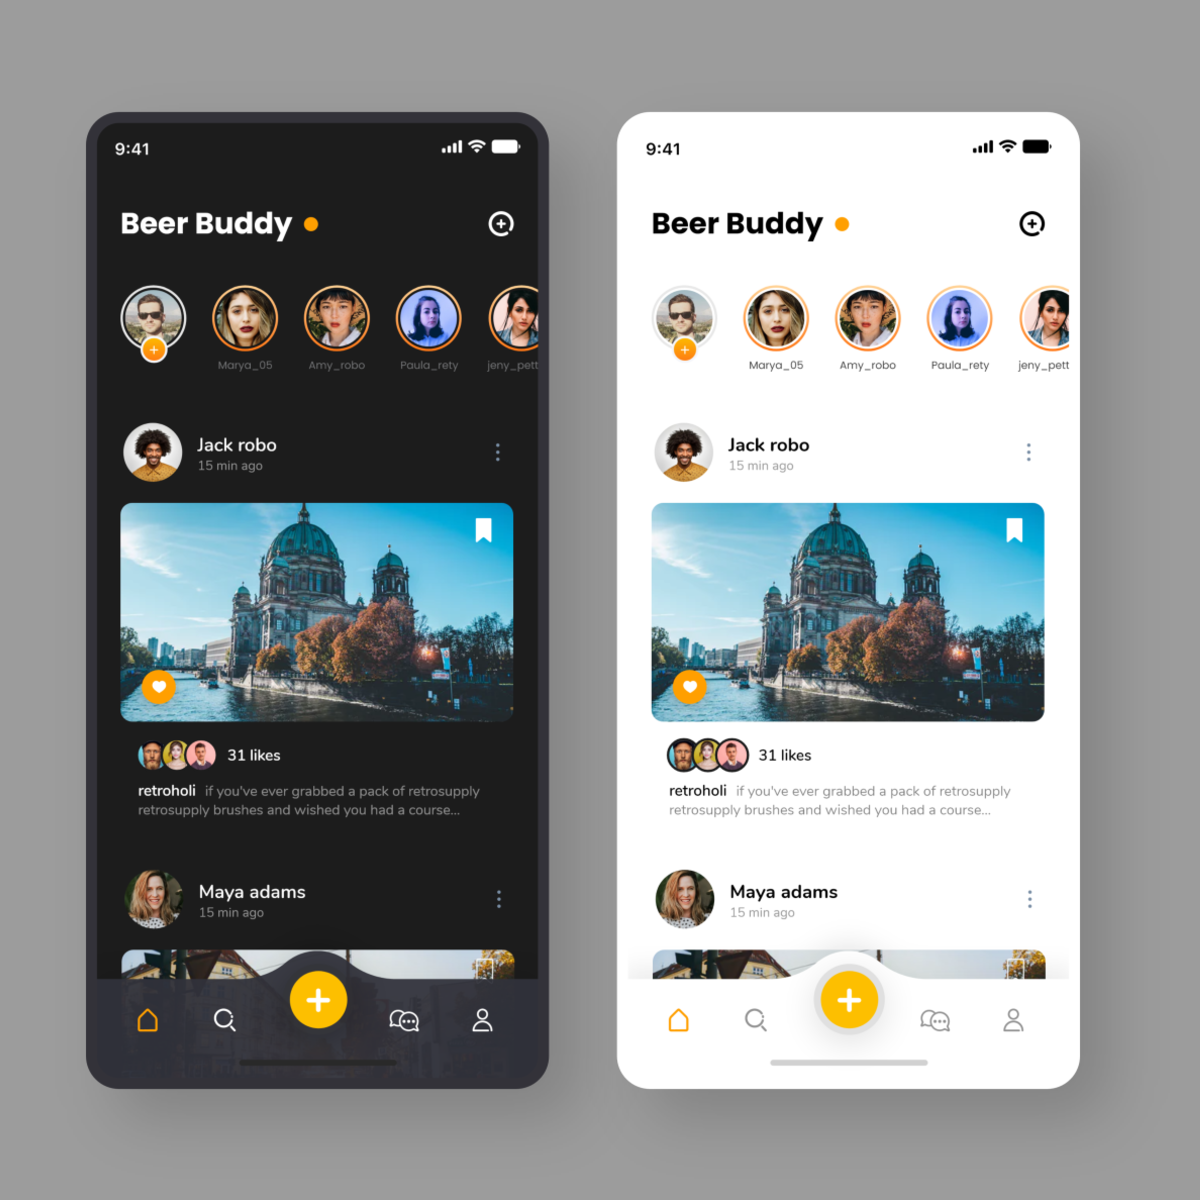 9:41
Beer Buddy
Marya_05 Amy_robo Paula_rety jeny_pett
Jack robo
15 min ago
31 likes
retroholi if you've ever grabbed a pack of retrosupply
retrosupply brushes and wished you had a course...
Maya adams
15 min ago
9:41
Beer Buddy
Marya_05 Amy_robo Paula_rety jeny_pett
Jack robo
15 min ago
31 likes
retroholi if you've ever grabbed a pack of retrosupply
retrosupply brushes and wished you had a course...
Maya adams
15 min ago